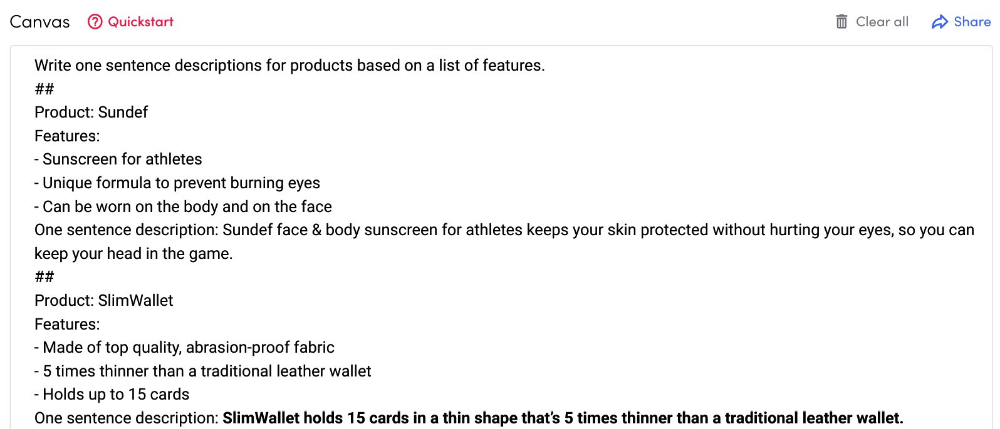 Canvas Quickstart Clear all Share
Write one sentence descriptions for products based on a list of features.
##
Product: Sundef
Features:
- Sunscreen for athletes
- Unique formula to prevent burning eyes
- Can be worn on the body and on the face
One sentence description: Sundef face & body sunscreen for athletes keeps your skin protected without hurting your eyes, so you can
keep your head in the game.
##
Product: SlimWallet
Features:
- Made of top quality, abrasion-proof fabric
- 5 times thinner than a traditional leather wallet
- Holds up to 15 cards
One sentence description: SlimWallet holds 15 cards in a thin shape that’s 5 times thinner than a traditional leather wallet.